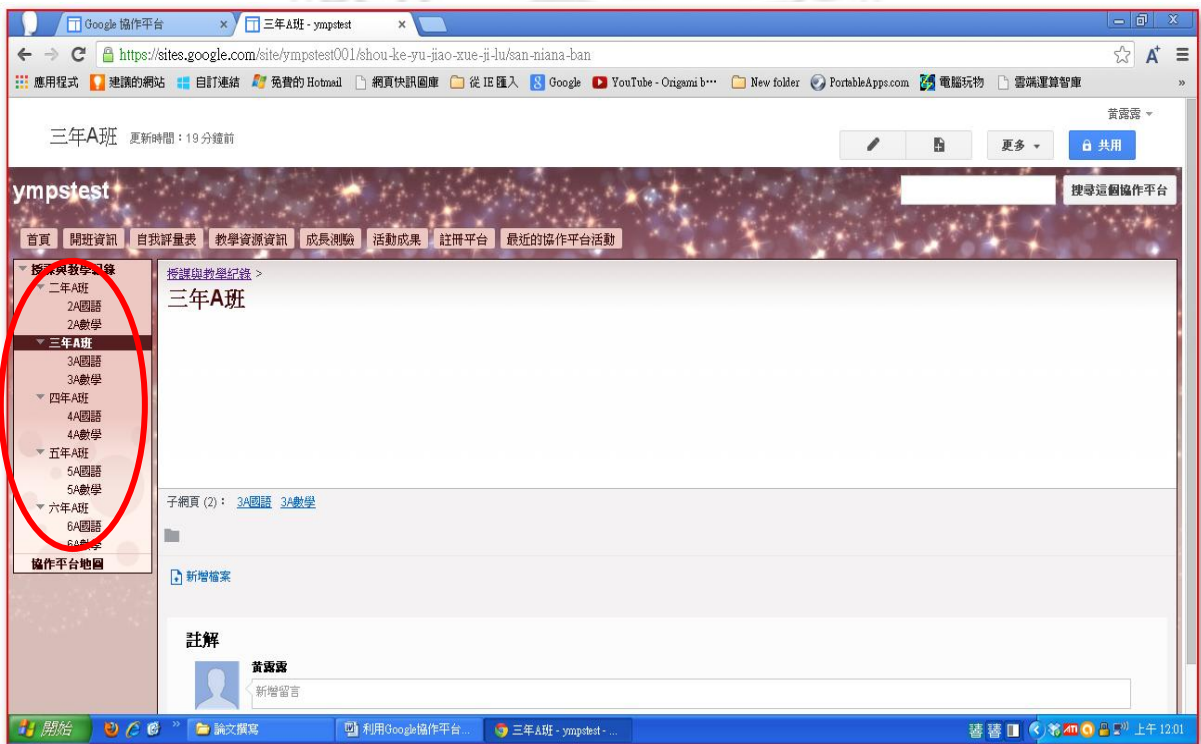 Google 協作平台 × 三年A班 - ympstest ×
https://sites.google.com/site/ympstest001/shou-ke-yu-jiao-xue-ji-lu/san-niana-ban
應用程式 建議的網站 自訂連結 免費的 Hotmail 網頁快訊圖庫 從 IE 匯入 Google YouTube - Origami b⋯ New folder PortableApps.com 電腦玩物 雲端運算智庫 »
黃露露
三年A班 更新時間：19 分鐘前 更多 共用
ympstest 搜尋這個協作平台
首頁 開班資訊 自我評量表 教學資源資訊 成長測驗 活動成果 註冊平台 最近的協作平台活動
授課與教學紀錄
二年A班
2A國語
2A數學
三年A班
3A國語
3A數學
四年A班
4A國語
4A數學
五年A班
5A國語
5A數學
六年A班
6A國語
6A數學
協作平台地圖
授課與教學紀錄 >
三年A班
子網頁 (2)： 3A國語 3A數學
新增檔案
註解
黃露露
新增留言
開始 » 論文撰寫 利用Google協作平台... 三年A班 - ympstest - ... 上午 12:01